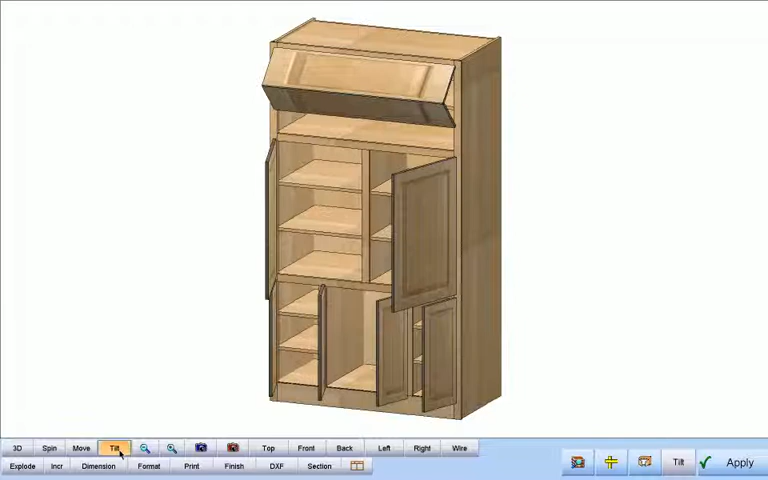 3D Spin Move Tilt Top Front Back Left Right Wire
Explode Incr Dimension Format Print Finish DXF Section
Tilt Apply